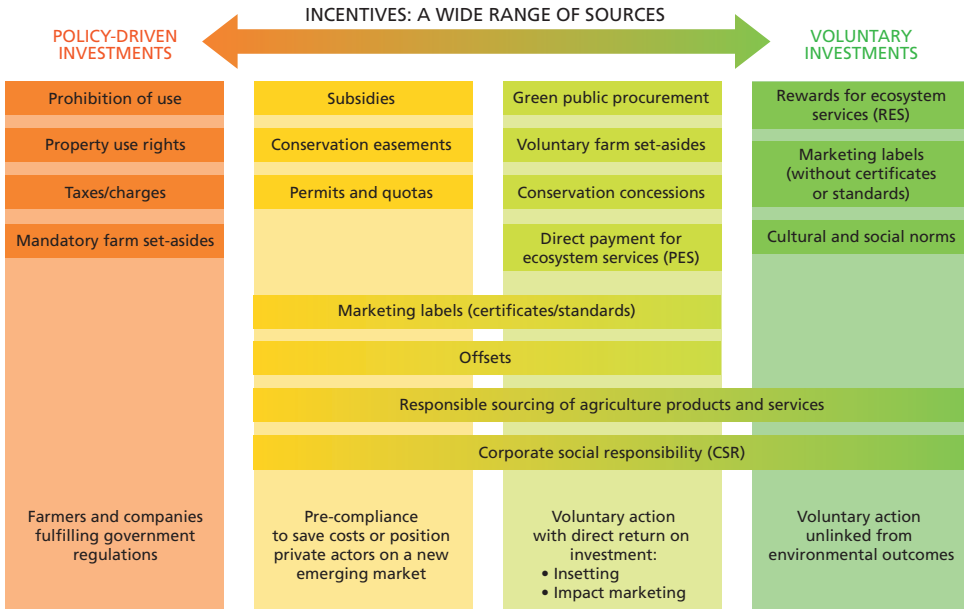 INCENTIVES: A WIDE RANGE OF SOURCES
POLICY-DRIVEN
INVESTMENTS
VOLUNTARY
INVESTMENTS
Prohibition of use
Property use rights
Taxes/charges
Mandatory farm set-asides
Subsidies
Conservation easements
Permits and quotas
Green public procurement
Voluntary farm set-asides
Conservation concessions
Direct payment for
ecosystem services (PES)
Rewards for ecosystem
services (RES)
Marketing labels
(without certificates
or standards)
Cultural and social norms
Marketing labels (certificates/standards)
Offsets
Responsible sourcing of agriculture products and services
Corporate social responsibility (CSR)
Farmers and companies
fulfilling government
regulations
Pre-compliance
to save costs or position
private actors on a new
emerging market
Voluntary action
with direct return on
investment:
• Insetting
• Impact marketing
Voluntary action
unlinked from
environmental outcomes